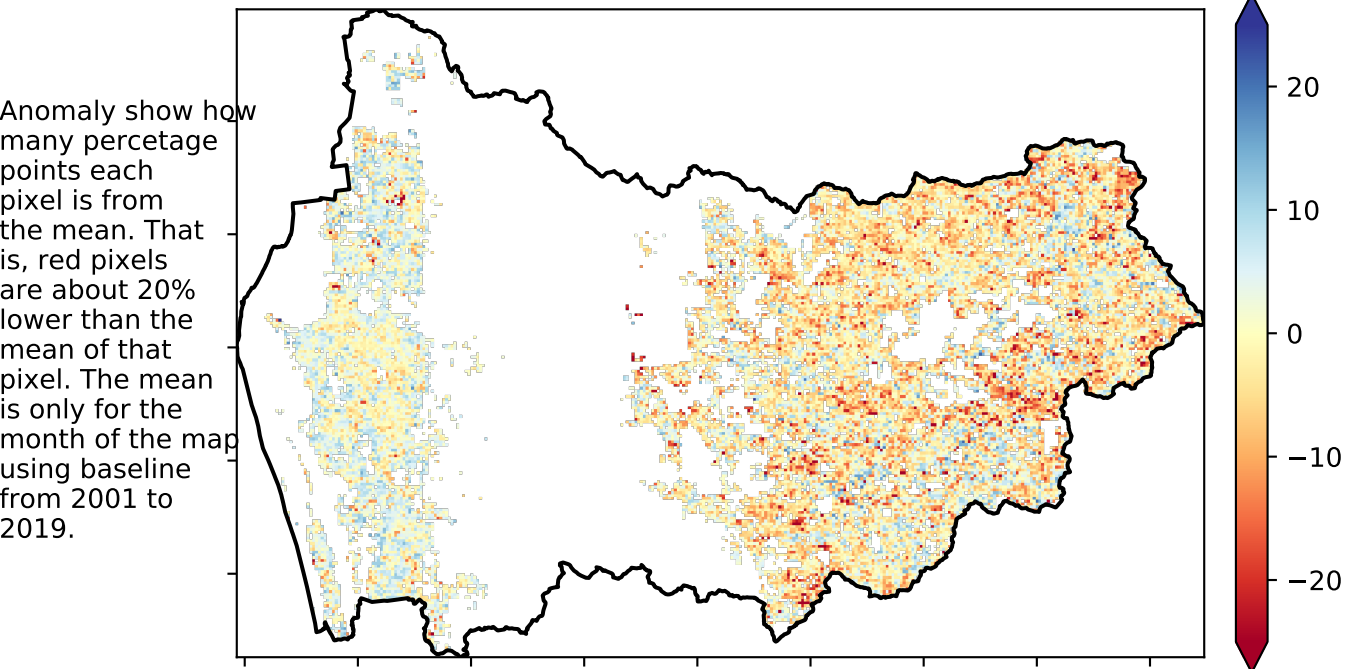 Anomaly show how
many percetage
points each
pixel is from
the mean. That
is, red pixels
are about 20%
lower than the
mean of that
pixel. The mean
is only for the
month of the map
using baseline
from 2001 to
2019.
20
10
0
−10
−20